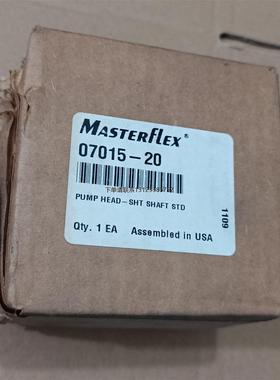 MASTERFLEX®
07015-20
PUMP HEAD-SHT SHAFT STD
Qty. 1 EA Assembled in USA
1109